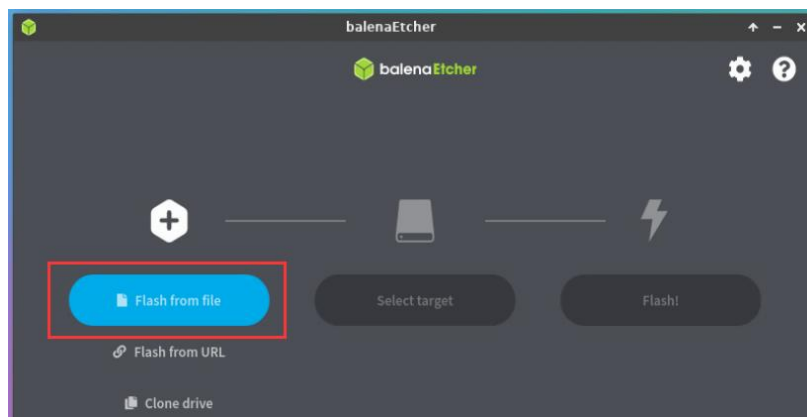 balenaEtcher
balenaEtcher
Flash from file
Select target
Flash!
Flash from URL
Clone drive